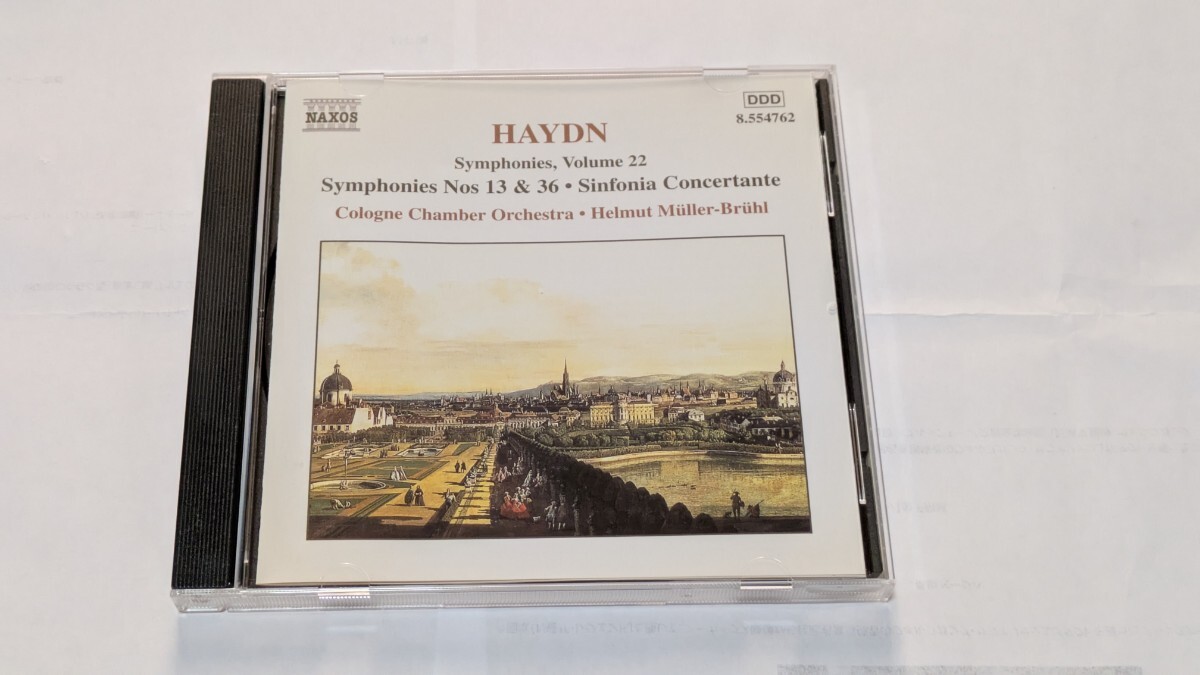 NAXOS
DDD
8.554762
HAYDN
Symphonies, Volume 22
Symphonies Nos 13 & 36 • Sinfonia Concertante
Cologne Chamber Orchestra • Helmut Müller-Brühl